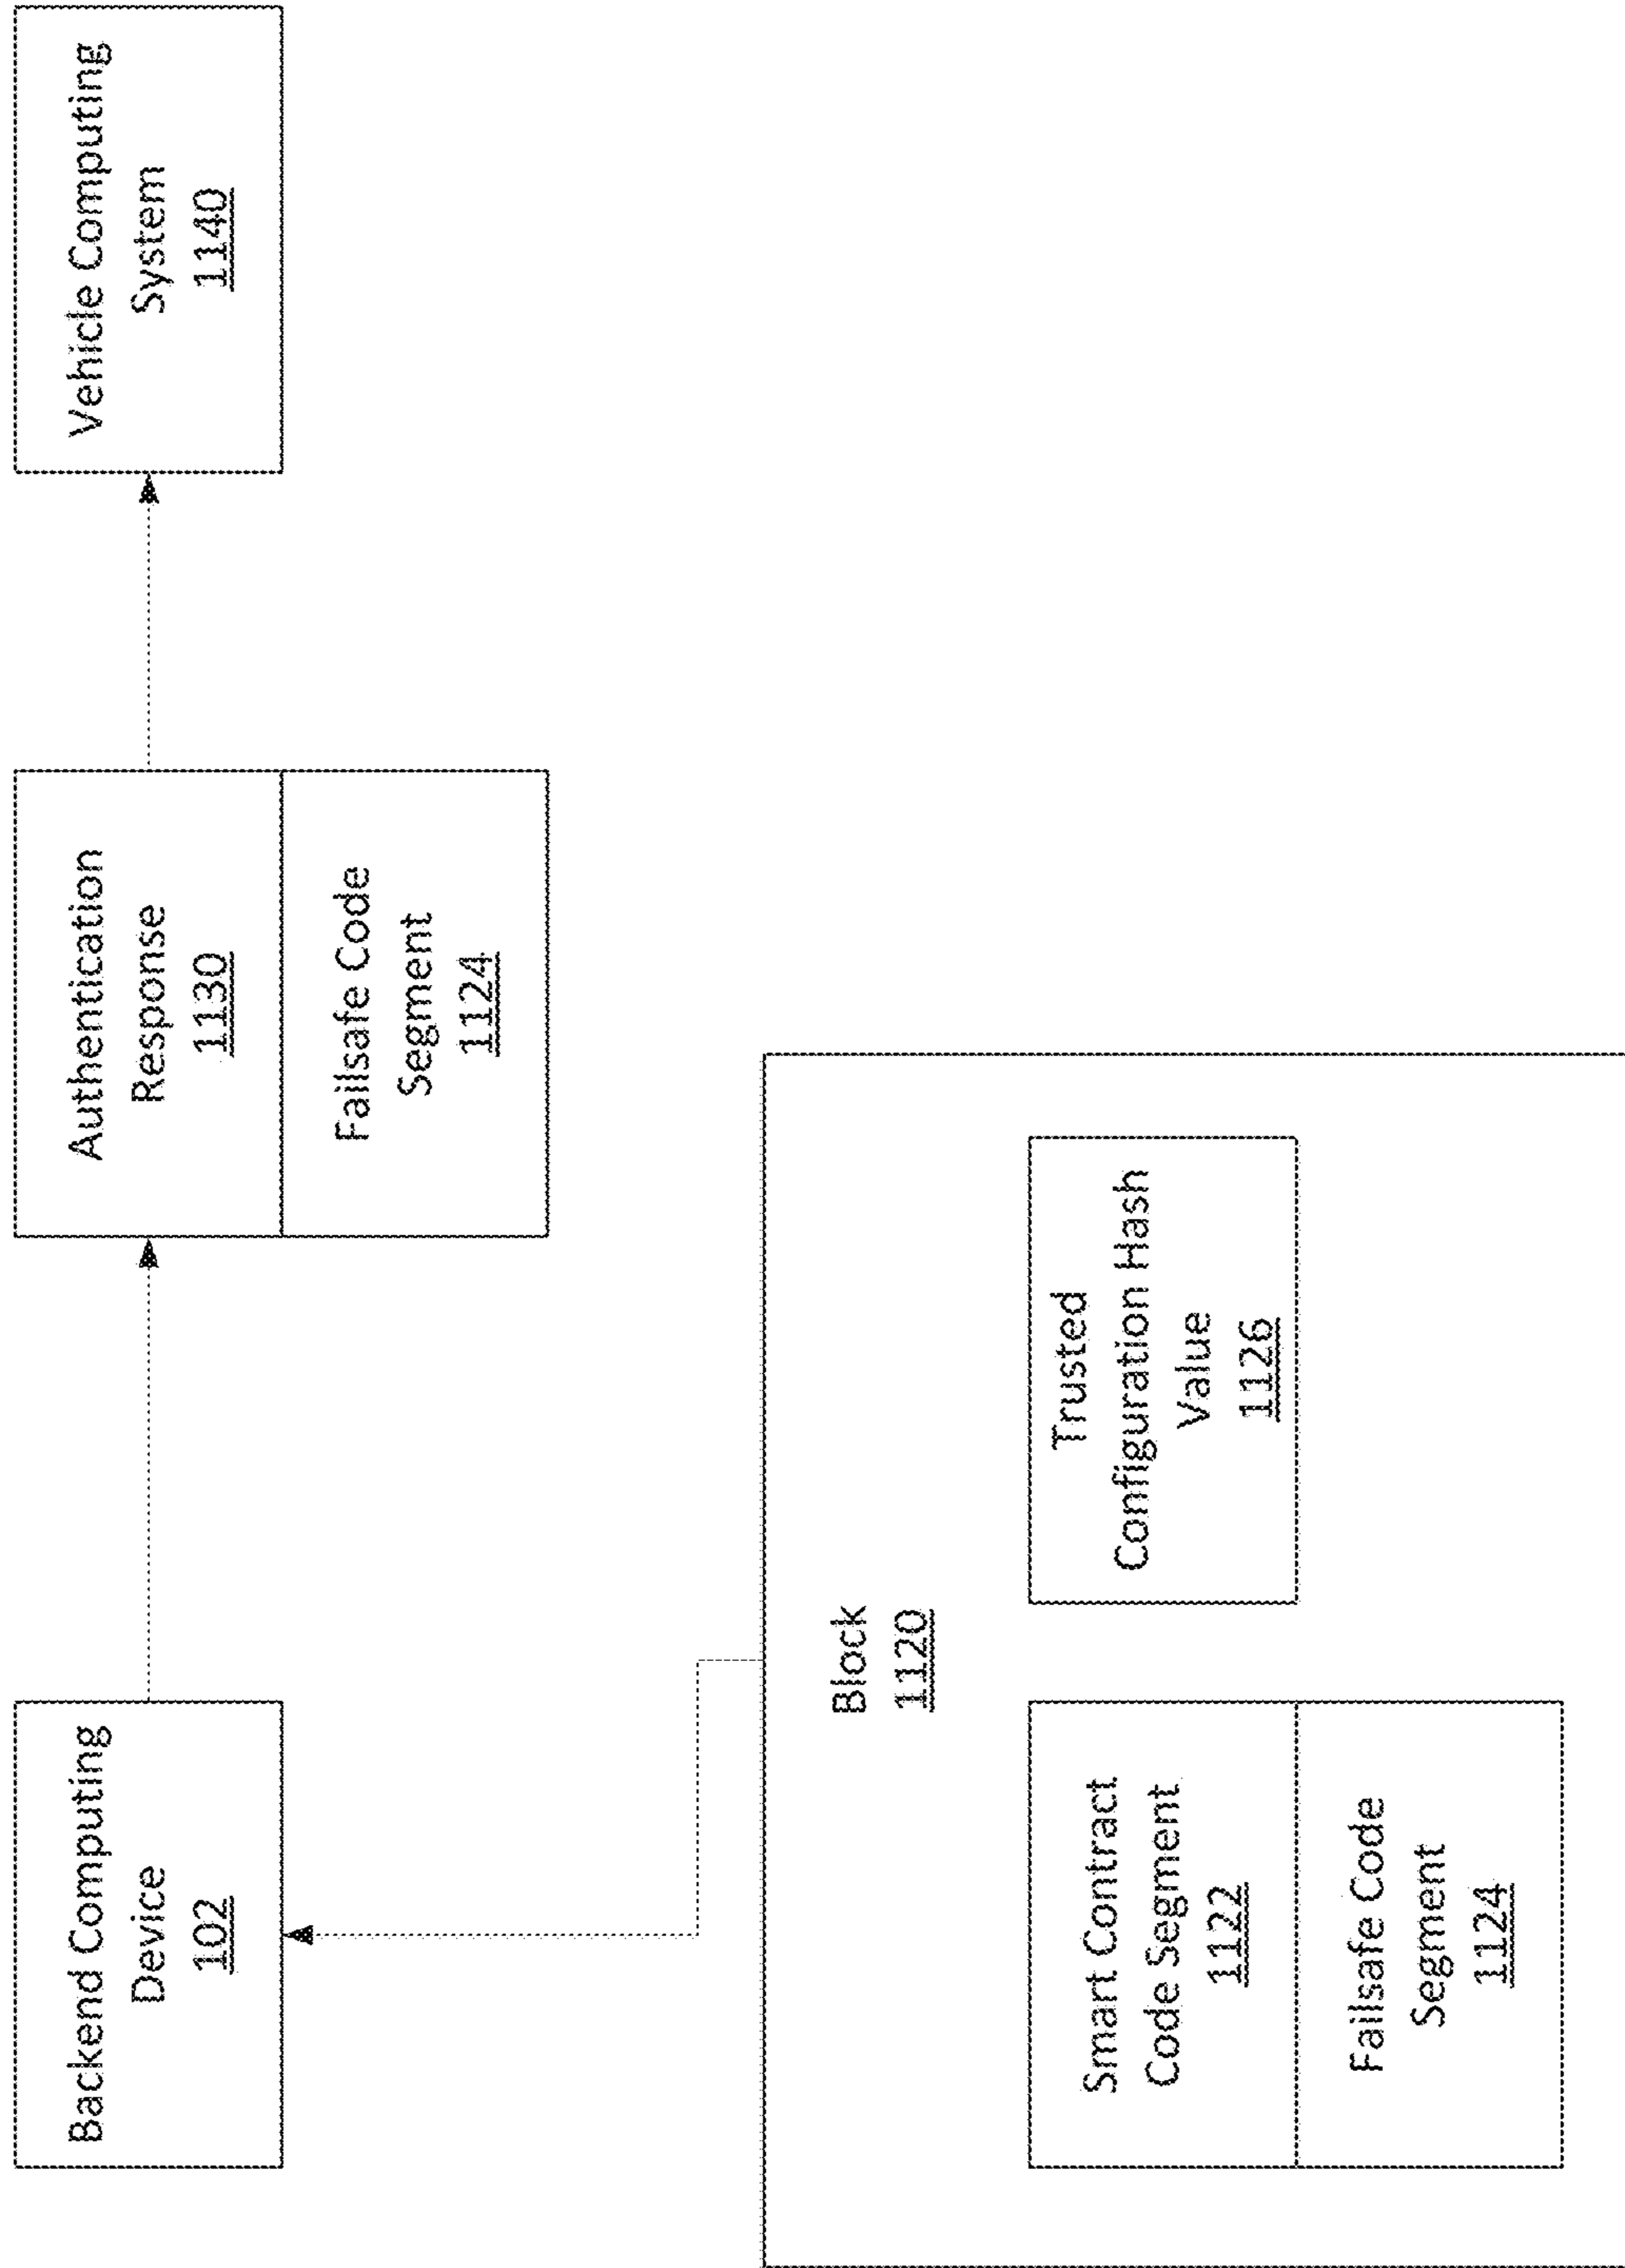 Backend Computing
Device
102
Authentication
Response
1130
Failsafe Code
Segment
1124
Vehicle Computing
System
1140
Block
1120
Smart Contract
Code Segment
1122
Failsafe Code
Segment
1124
Trusted
Configuration Hash
Value
1126